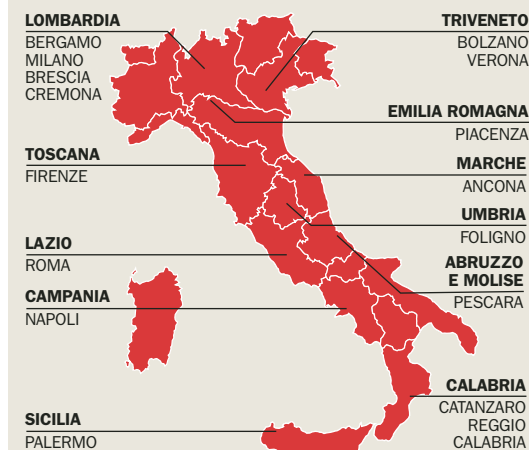 LOMBARDIA
BERGAMO
MILANO
BRESCIA
CREMONA
TRIVENETO
BOLZANO
VERONA
EMILIA ROMAGNA
PIACENZA
TOSCANA
FIRENZE
MARCHE
ANCONA
UMBRIA
FOLIGNO
LAZIO
ROMA
ABRUZZO
E MOLISE
PESCARA
CAMPANIA
NAPOLI
CALABRIA
CATANZARO
REGGIO
CALABRIA
SICILIA
PALERMO